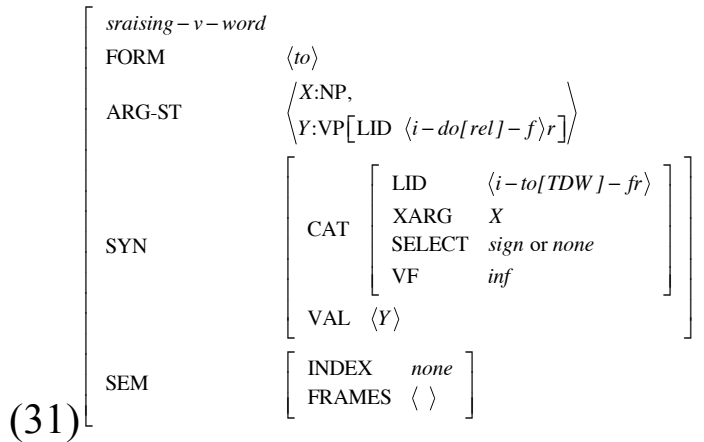 sraising – v – word
FORM ⟨to⟩
ARG-ST ⟨X:NP,
Y:VP[LID ⟨i – do[rel] – f⟩r]⟩
LID ⟨i – to[TDW] – fr⟩
CAT XARG X
SYN SELECT sign or none
VF inf
VAL ⟨Y⟩
INDEX none
SEM FRAMES ⟨ ⟩
(31)